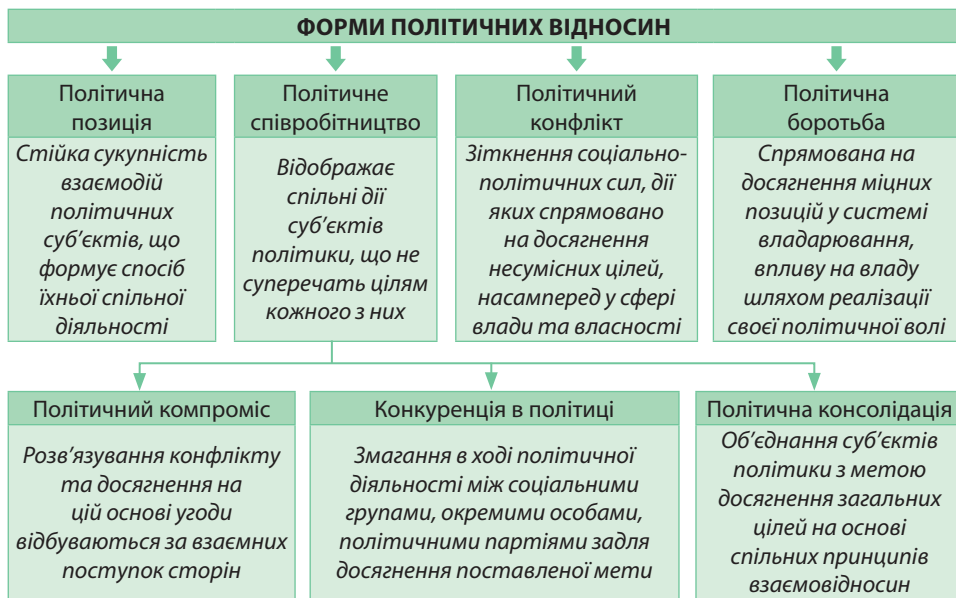 ФОРМИ ПОЛІТИЧНИХ ВІДНОСИН
Політична
позиція
Стійка сукупність
взаємодій
політичних
суб’єктів, що
формує спосіб
їхньої спільної
діяльності
Політичне
співробітництво
Відображає
спільні дії
суб’єктів
політики, що не
суперечать цілям
кожного з них
Політичний
конфлікт
Зіткнення соціально-
політичних сил, дії
яких спрямовано
на досягнення
несумісних цілей,
насамперед у сфері
влади та власності
Політична
боротьба
Спрямована на
досягнення міцних
позицій у системі
владарювання,
впливу на владу
шляхом реалізації
своєї політичної волі
Політичний компроміс
Розв’язування конфлікту
та досягнення на
цій основі угоди
відбуваються за взаємних
поступок сторін
Конкуренція в політиці
Змагання в ході політичної
діяльності між соціальними
групами, окремими особами,
політичними партіями задля
досягнення поставленої мети
Політична консолідація
Об’єднання суб’єктів
політики з метою
досягнення загальних
цілей на основі
спільних принципів
взаємовідносин